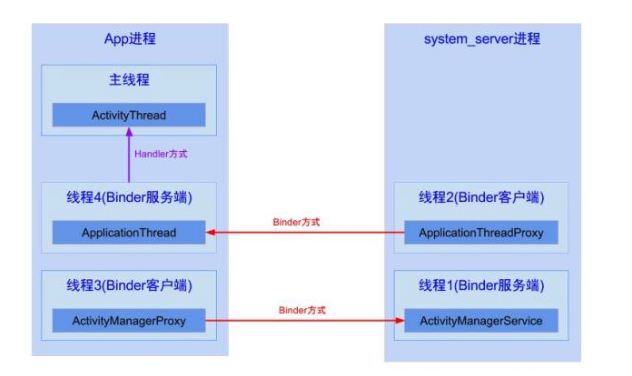 App进程
system_server进程
主线程
ActivityThread
Handler方式
线程4(Binder服务端)
线程2(Binder客户端)
Binder方式
ApplicationThread
ApplicationThreadProxy
线程3(Binder客户端)
线程1(Binder服务端)
Binder方式
ActivityManagerProxy
ActivityManagerService